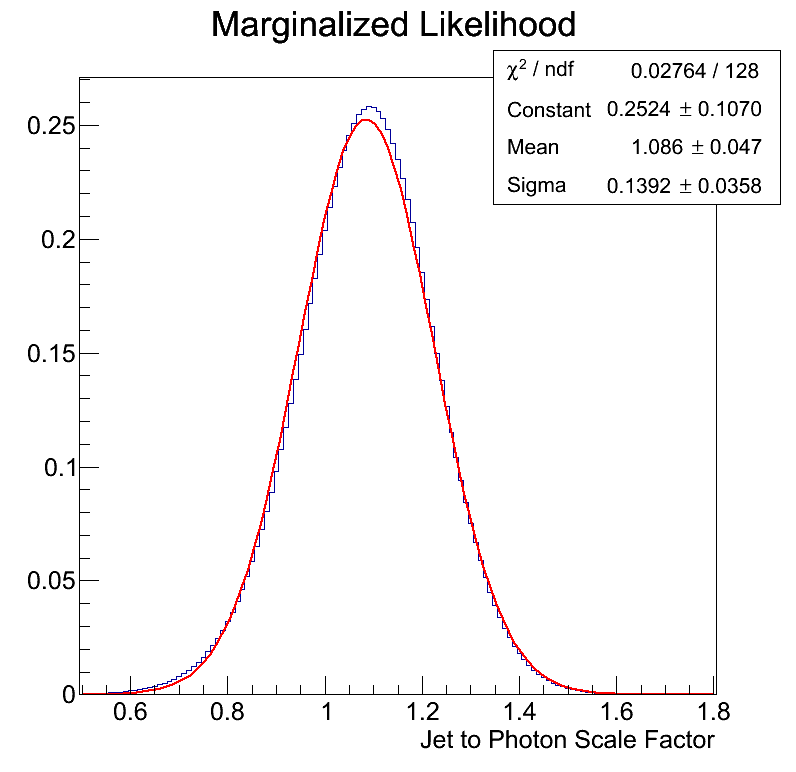 Marginalized Likelihood
χ² / ndf 0.02764 / 128
Constant 0.2524 ± 0.1070
Mean 1.086 ± 0.047
Sigma 0.1392 ± 0.0358
0.25
0.2
0.15
0.1
0.05
0
0.6 0.8 1 1.2 1.4 1.6 1.8
Jet to Photon Scale Factor